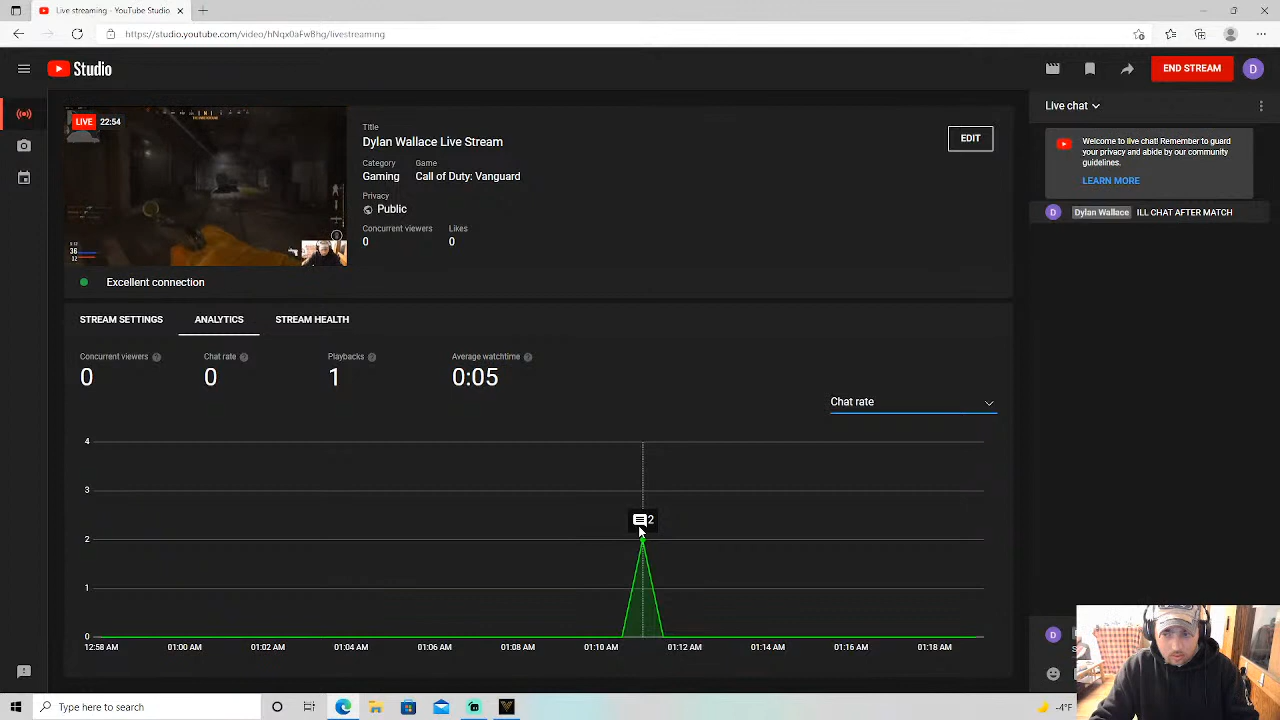 Live streaming - YouTube Studio
https://studio.youtube.com/video/hNqx0aFwBhg/livestreaming
Studio
END STREAM
D
LIVE 22:54
36
12
Title
Dylan Wallace Live Stream
Category Game
Gaming Call of Duty: Vanguard
Privacy
Public
Concurrent viewers Likes
0 0
EDIT
Excellent connection
STREAM SETTINGS ANALYTICS STREAM HEALTH
Concurrent viewers Chat rate Playbacks Average watchtime
0 0 1 0:05
Chat rate
4
3
2
2
1
0
12:58 AM 01:00 AM 01:02 AM 01:04 AM 01:06 AM 01:08 AM 01:10 AM 01:12 AM 01:14 AM 01:16 AM 01:18 AM
Live chat
Welcome to live chat! Remember to guard
your privacy and abide by our community
guidelines.
LEARN MORE
D Dylan Wallace ILL CHAT AFTER MATCH
D
Type here to search
-4°F